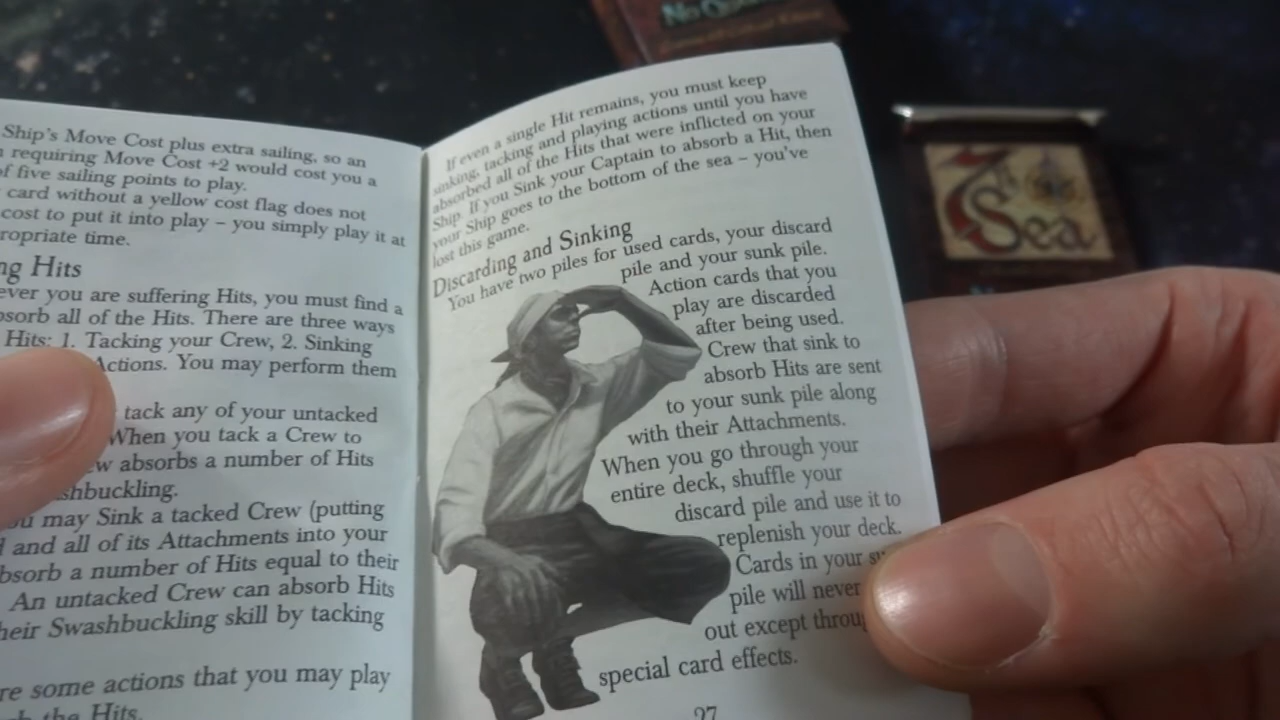 Ship's Move Cost plus extra sailing, so an
requiring Move Cost +2 would cost you a
of five sailing points to play.
card without a yellow cost flag does not
cost to put it into play – you simply play it at
ropriate time.
ng Hits
ever you are suffering Hits, you must find a
bsorb all of the Hits. There are three ways
Hits: 1. Tacking your Crew, 2. Sinking
Actions. You may perform them
tack any of your untacked
When you tack a Crew to
ew absorbs a number of Hits
shbuckling.
ou may Sink a tacked Crew (putting
and all of its Attachments into your
bsorb a number of Hits equal to their
An untacked Crew can absorb Hits
heir Swashbuckling skill by tacking
re some actions that you may play
the Hits.
If even a single Hit remains, you must keep
sinking, tacking and playing actions until you have
absorbed all of the Hits that were inflicted on your
Ship. If you Sink your Captain to absorb a Hit, then
your Ship goes to the bottom of the sea – you've
lost this game.
Discarding and Sinking
You have two piles for used cards, your discard
pile and your sunk pile.
Action cards that you
play are discarded
after being used.
Crew that sink to
absorb Hits are sent
to your sunk pile along
with their Attachments.
When you go through your
entire deck, shuffle your
discard pile and use it to
replenish your deck.
Cards in your su
pile will never
out except throu
special card effects.
27
No Qu
7th
Sea